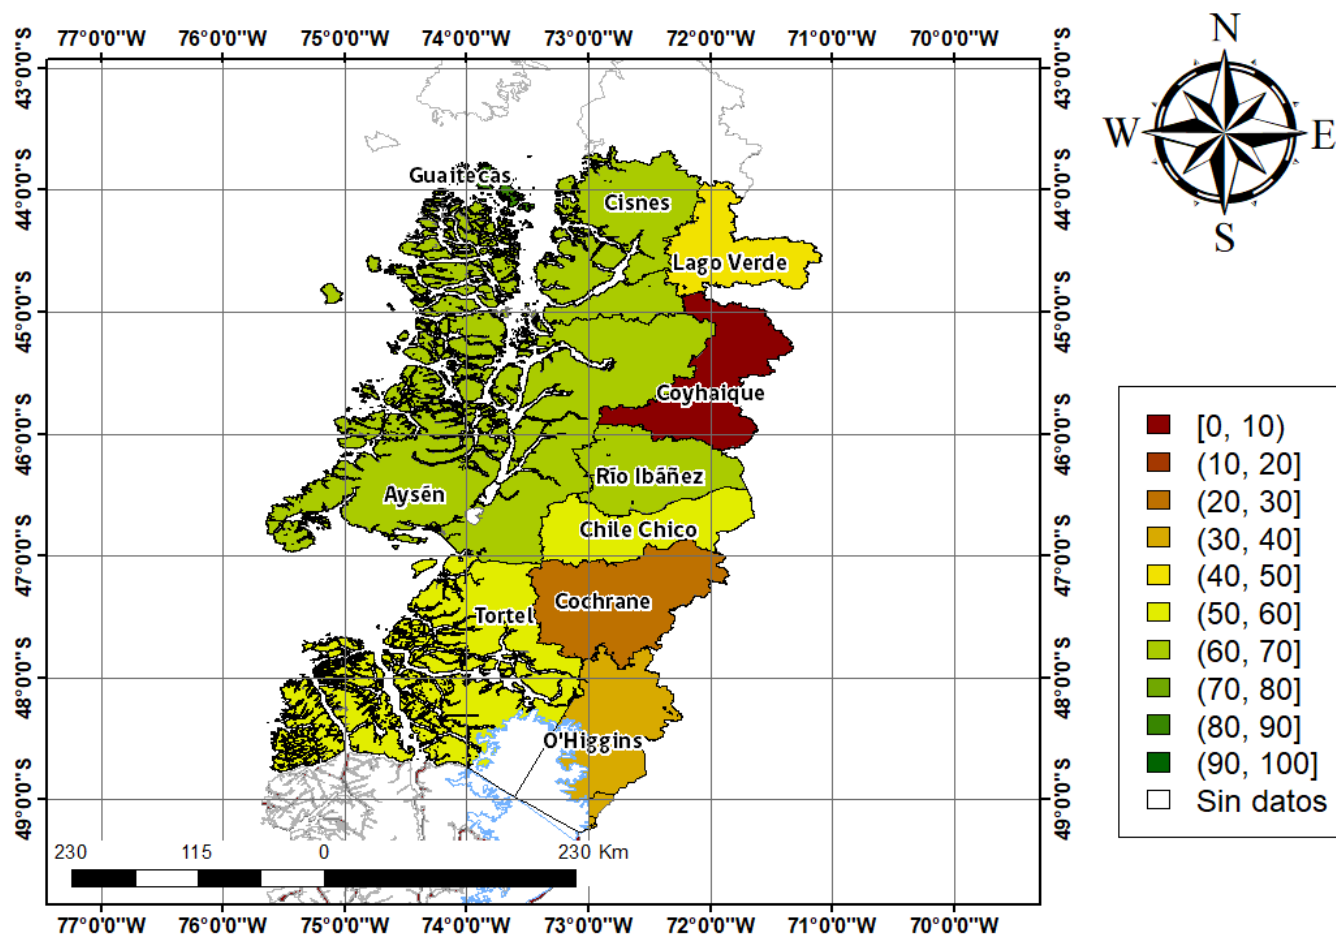 77°0'0"W 76°0'0"W 75°0'0"W 74°0'0"W 73°0'0"W 72°0'0"W 71°0'0"W 70°0'0"W
43°0'0"S 43°0'0"S
44°0'0"S 44°0'0"S
45°0'0"S 45°0'0"S
46°0'0"S 46°0'0"S
47°0'0"S 47°0'0"S
48°0'0"S 48°0'0"S
49°0'0"S 49°0'0"S
Guaitecas
Cisnes
Lago Verde
Coyhaique
Río Ibáñez
Aysén
Chile Chico
Cochrane
Tortel
O'Higgins
230 115 0 230 Km
77°0'0"W 76°0'0"W 75°0'0"W 74°0'0"W 73°0'0"W 72°0'0"W 71°0'0"W 70°0'0"W
N
W E
S
[0, 10)
(10, 20]
(20, 30]
(30, 40]
(40, 50]
(50, 60]
(60, 70]
(70, 80]
(80, 90]
(90, 100]
Sin datos